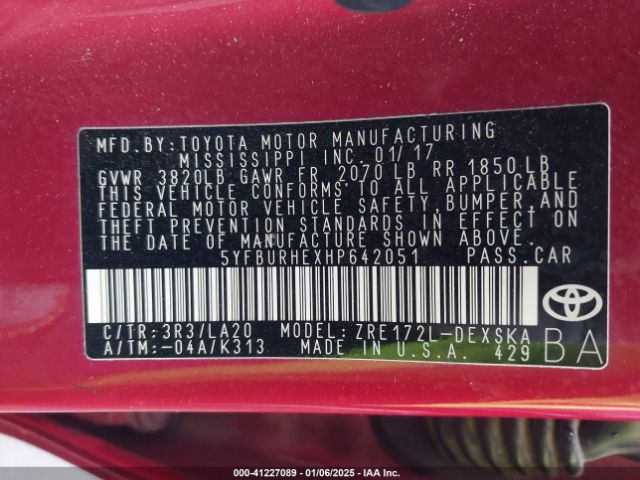 MFD.BY:TOYOTA MOTOR MANUFACTURING
MISSISSIPPI INC. 01/17
GVWR 3820LB GAWR FR 2070 LB RR 1850 LB
THIS VEHICLE CONFORMS TO ALL APPLICABLE
FEDERAL MOTOR VEHICLE SAFETY, BUMPER, AND
THEFT PREVENTION STANDARDS IN EFFECT ON
THE DATE OF MANUFACTURE SHOWN ABOVE.
5YFBURHEXHP642051 PASS.CAR
C/TR:3R3/LA20 MODEL:ZRE172L-DEXSKA
A/TM:-04A/K313 MADE IN U.S.A. 429
BA
000-41227089 - 01/06/2025 - IAA Inc.